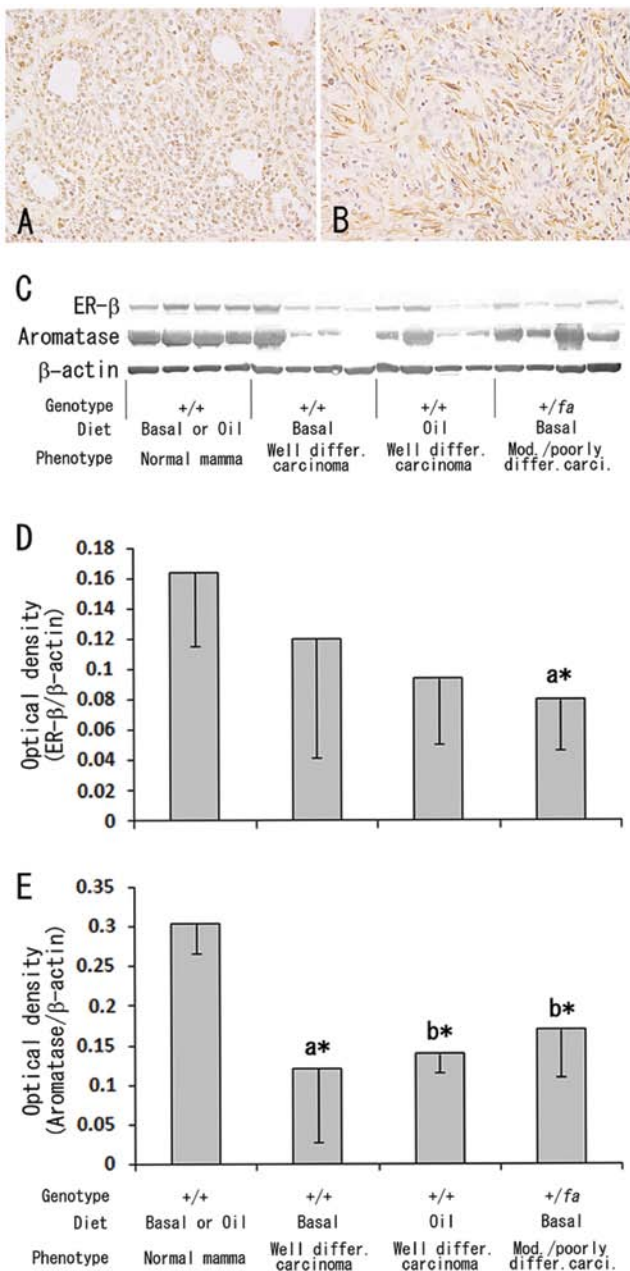 A
B
C
ER-β
Aromatase
β-actin
Genotype +/+ +/+ +/+ +/fa
Diet Basal or Oil Basal Oil Basal
Phenotype Normal mamma Well differ. carcinoma Well differ. carcinoma Mod./poorly differ.carci.
D
Optical density
(ER-β/β-actin)
0.18
0.16
0.14
0.12
0.1
0.08
0.06
0.04
0.02
0
a*
E
Optical density
(Aromatase/β-actin)
0.35
0.3
0.25
0.2
0.15
0.1
0.05
0
a*
b*
b*
Genotype +/+ +/+ +/+ +/fa
Diet Basal or Oil Basal Oil Basal
Phenotype Normal mamma Well differ. carcinoma Well differ. carcinoma Mod./poorly differ.carci.